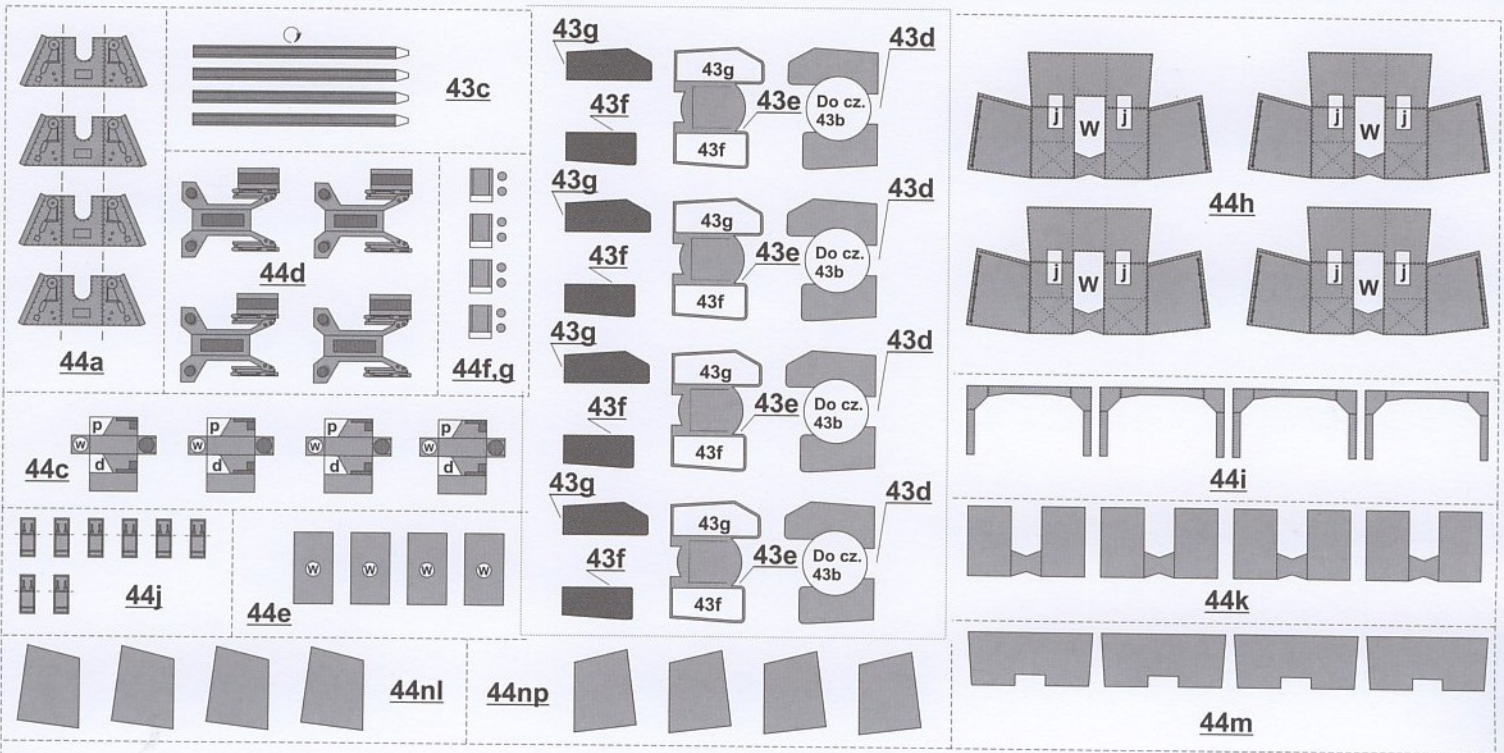 44a
43c
44d
44f,g
p
w
d
p
w
d
p
w
d
p
w
d
44c
44j
w
w
w
w
44e
44nl
44np
43g
43g
43d
43f
43e
Do cz.
43b
43f
43g
43g
43d
43f
43e
Do cz.
43b
43f
43g
43g
43d
43f
43e
Do cz.
43b
43f
43g
43g
43d
43f
43e
Do cz.
43b
43f
j
W
j
j
W
j
44h
j
W
j
j
W
j
44i
44k
44m